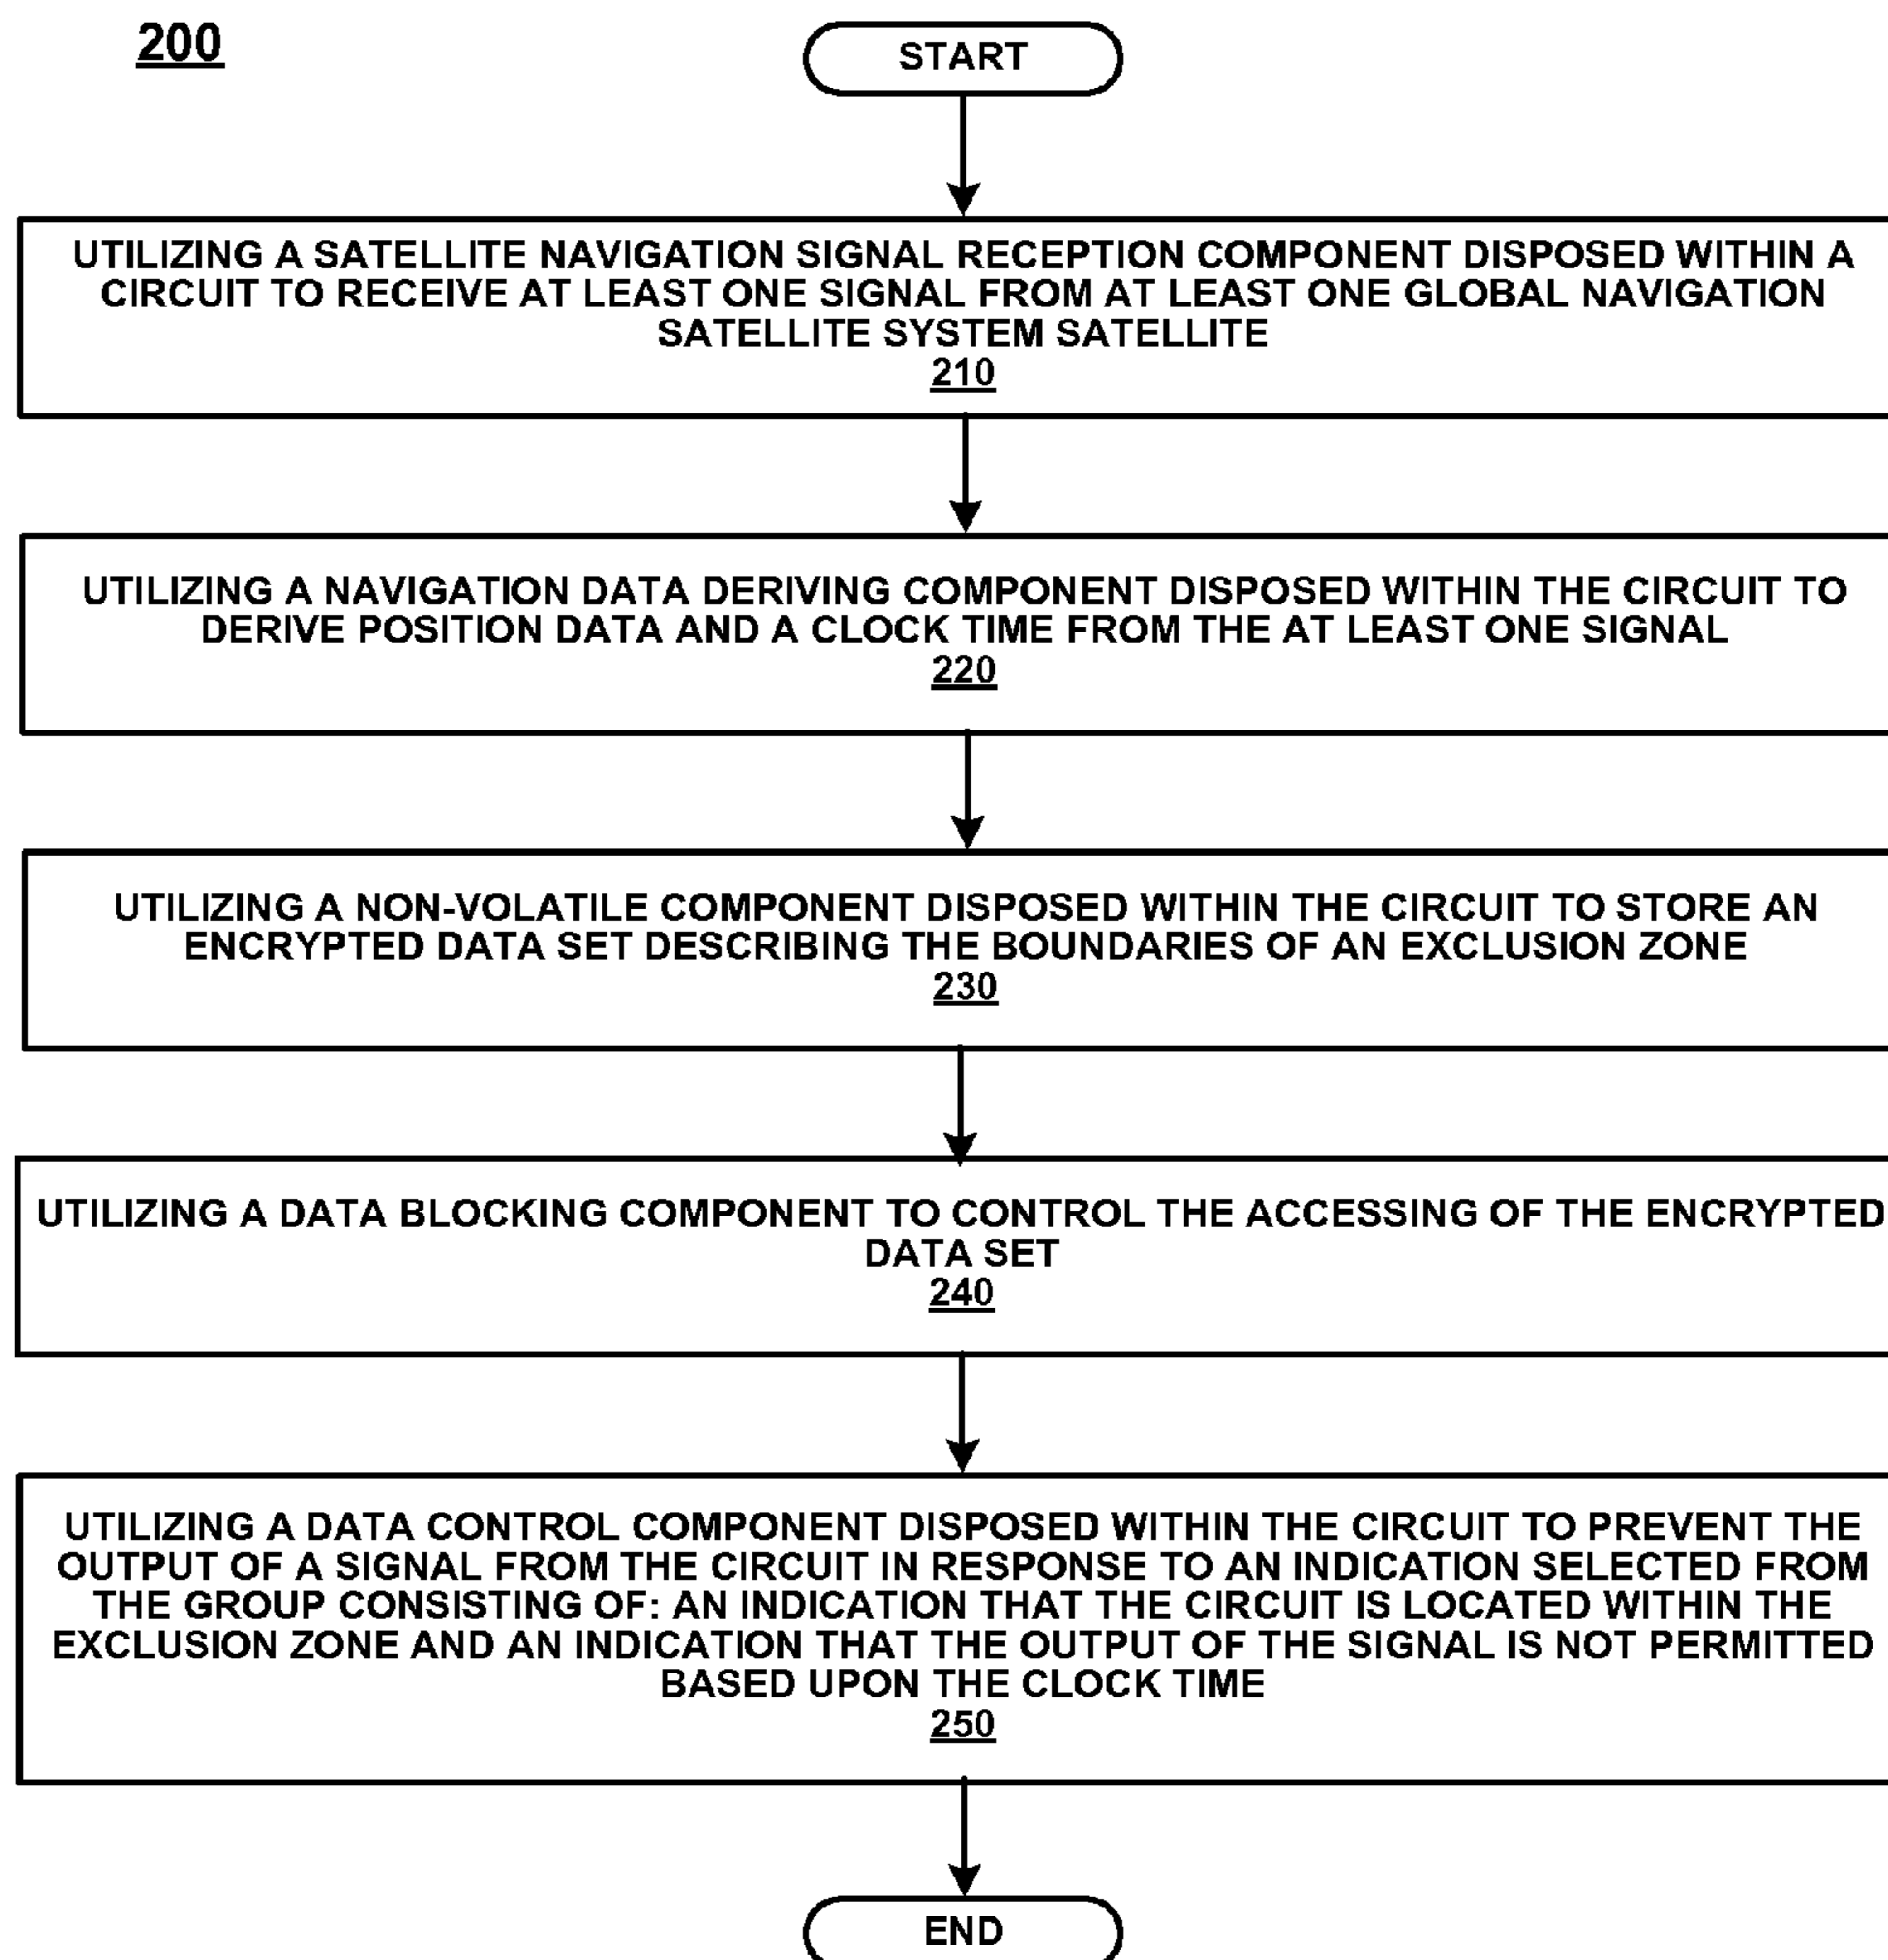 200
START
UTILIZING A SATELLITE NAVIGATION SIGNAL RECEPTION COMPONENT DISPOSED WITHIN A
CIRCUIT TO RECEIVE AT LEAST ONE SIGNAL FROM AT LEAST ONE GLOBAL NAVIGATION
SATELLITE SYSTEM SATELLITE
210
UTILIZING A NAVIGATION DATA DERIVING COMPONENT DISPOSED WITHIN THE CIRCUIT TO
DERIVE POSITION DATA AND A CLOCK TIME FROM THE AT LEAST ONE SIGNAL
220
UTILIZING A NON-VOLATILE COMPONENT DISPOSED WITHIN THE CIRCUIT TO STORE AN
ENCRYPTED DATA SET DESCRIBING THE BOUNDARIES OF AN EXCLUSION ZONE
230
UTILIZING A DATA BLOCKING COMPONENT TO CONTROL THE ACCESSING OF THE ENCRYPTED
DATA SET
240
UTILIZING A DATA CONTROL COMPONENT DISPOSED WITHIN THE CIRCUIT TO PREVENT THE
OUTPUT OF A SIGNAL FROM THE CIRCUIT IN RESPONSE TO AN INDICATION SELECTED FROM
THE GROUP CONSISTING OF: AN INDICATION THAT THE CIRCUIT IS LOCATED WITHIN THE
EXCLUSION ZONE AND AN INDICATION THAT THE OUTPUT OF THE SIGNAL IS NOT PERMITTED
BASED UPON THE CLOCK TIME
250
END